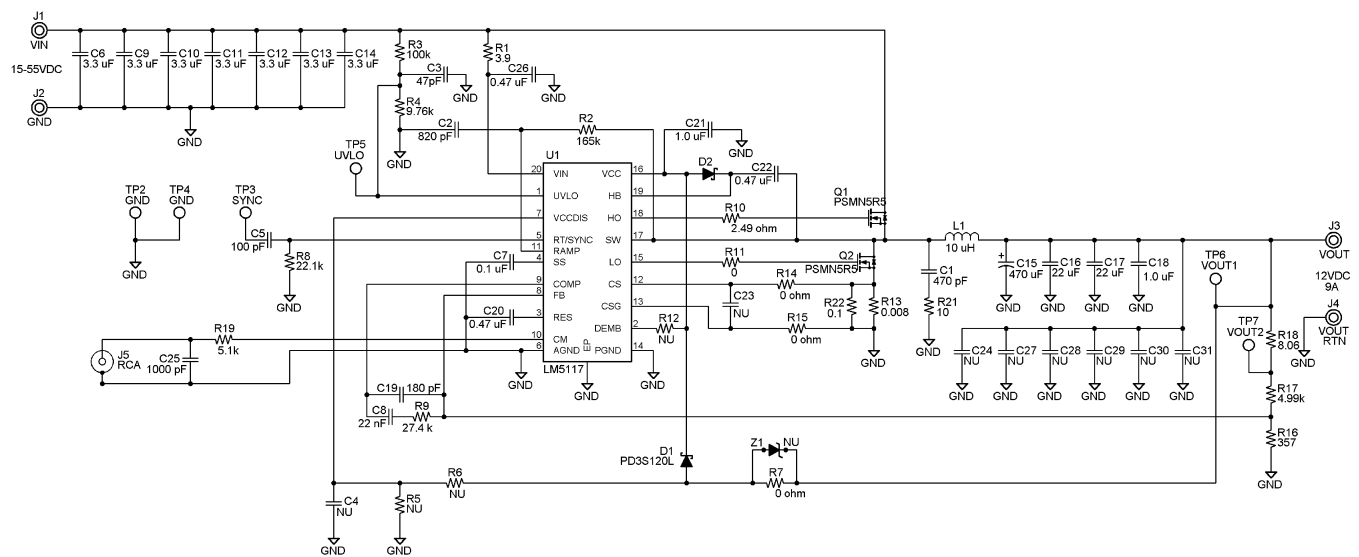 J1
VIN
15-55VDC
J2
GND
C6
3.3 uF
C9
3.3 uF
C10
3.3 uF
C11
3.3 uF
C12
3.3 uF
C13
3.3 uF
C14
3.3 uF
GND
R3
100k
C3
47pF
GND
R4
9.76k
GND
R1
3.9
C26
0.47 uF
GND
C2
820 pF
R2
165k
C21
1.0 uF
GND
TP5
UVLO
TP2
GND
TP4
GND
GND
TP3
SYNC
C5
100 pF
R8
22.1k
GND
U1
20
VIN
1
UVLO
7
VCCDIS
5
RT/SYNC
11
RAMP
4
SS
9
COMP
8
FB
3
RES
10
CM
6
AGND
EP
LM5117
16
VCC
19
HB
18
HO
17
SW
15
LO
12
CS
13
CSG
2
DEMB
14
PGND
GND
GND
GND
D2
C22
0.47 uF
R10
2.49 ohm
Q1
PSMN5R5
R11
0
Q2
PSMN5R5
C7
0.1 uF
C20
0.47 uF
C23
NU
R14
0 ohm
R15
0 ohm
R12
NU
R22
0.1
R13
0.008
GND
C1
470 pF
R21
10
GND
L1
10 uH
+
C15
470 uF
GND
C16
22 uF
GND
C17
22 uF
GND
C18
1.0 uF
GND
TP6
VOUT1
J3
VOUT
12VDC
9A
J4
VOUT
RTN
GND
C24
NU
GND
C27
NU
GND
C28
NU
GND
C29
NU
GND
C30
NU
GND
C31
NU
GND
TP7
VOUT2
R18
8.06
R17
4.99k
R16
357
GND
J5
RCA
C25
1000 pF
R19
5.1k
C19
180 pF
C8
22 nF
R9
27.4 k
D1
PD3S120L
Z1
NU
R7
0 ohm
R6
NU
C4
NU
GND
R5
NU
GND